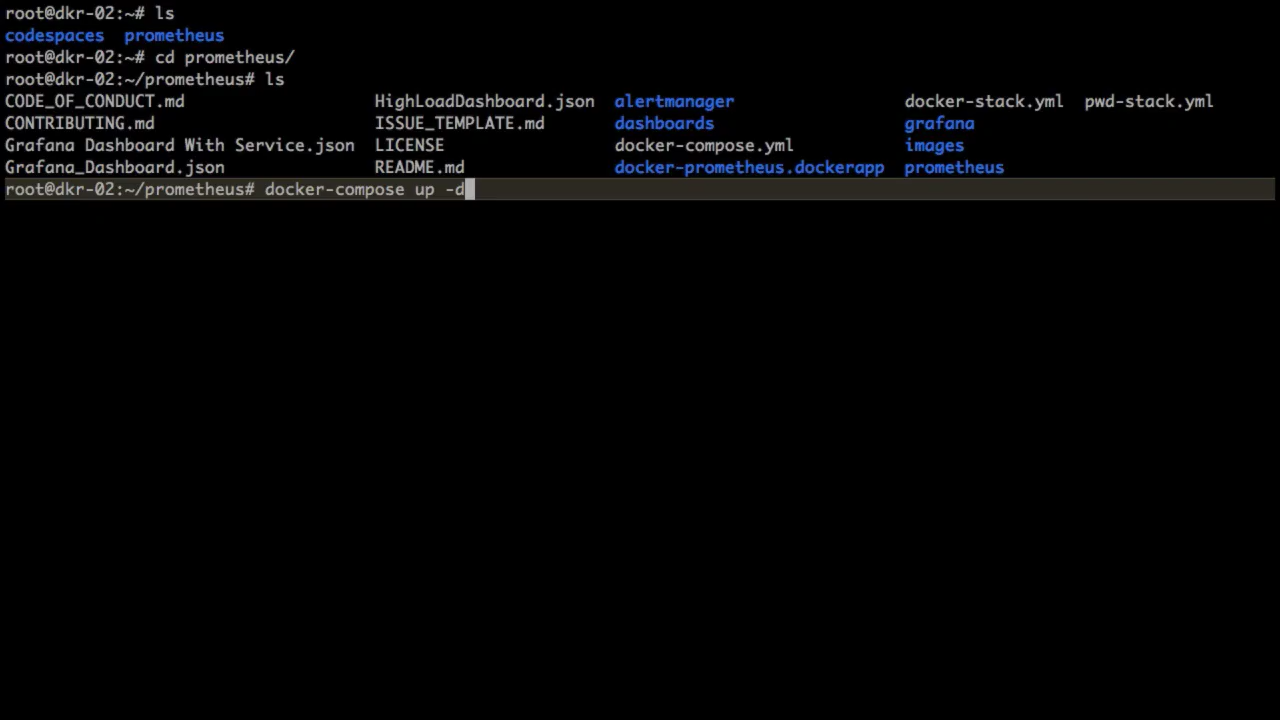 root@dkr-02:~# ls
codespaces  prometheus
root@dkr-02:~# cd prometheus/
root@dkr-02:~/prometheus# ls
CODE_OF_CONDUCT.md                   HighLoadDashboard.json  alertmanager                 docker-stack.yml  pwd-stack.yml
CONTRIBUTING.md                      ISSUE_TEMPLATE.md       dashboards                   grafana
Grafana Dashboard With Service.json  LICENSE                 docker-compose.yml           images
Grafana_Dashboard.json               README.md               docker-prometheus.dockerapp  prometheus
root@dkr-02:~/prometheus# docker-compose up -d